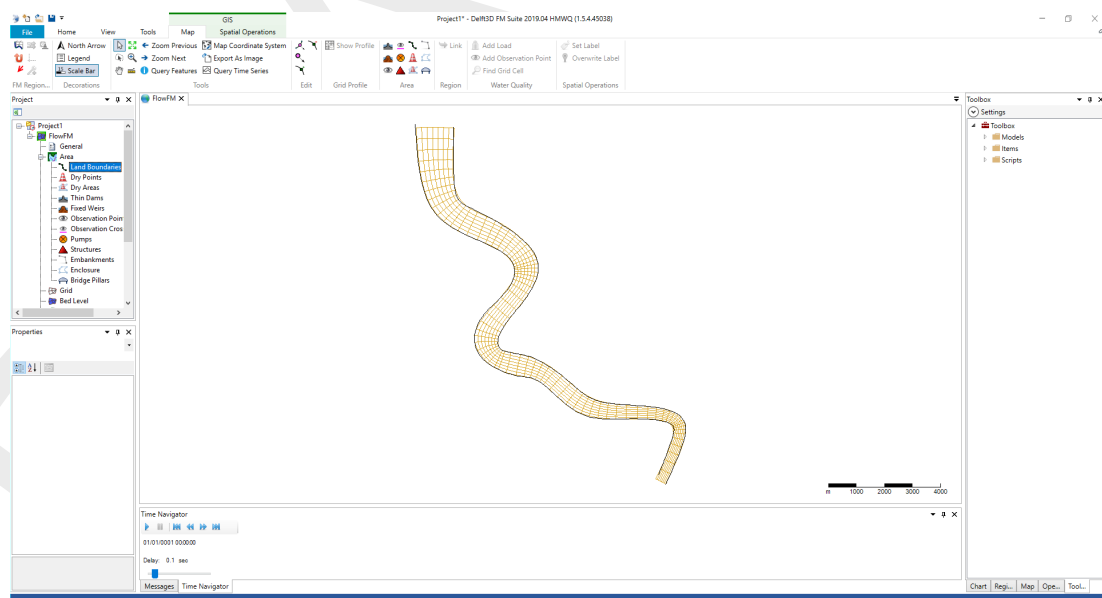 GIS
Project1* - Delft3D FM Suite 2019.04 HMWQ (1.5.4.45038)
File Home View Tools Map Spatial Operations
North Arrow Zoom Previous Map Coordinate System Show Profile Link Add Load Set Label
Legend Zoom Next Export As Image Add Observation Point Overwrite Label
Scale Bar Query Features Query Time Series Find Grid Cell
FM Region... Decorations Tools Edit Grid Profile Area Region Water Quality Spatial Operations
Project
Project1
FlowFM
General
Area
Land Boundaries
Dry Points
Dry Areas
Thin Dams
Fixed Weirs
Observation Poin
Observation Cros
Pumps
Structures
Embankments
Enclosure
Bridge Pillars
Grid
Bed Level
Properties
FlowFM
m 1000 2000 3000 4000
Time Navigator
01/01/0001 00:00:00
Delay: 0.1 sec
Messages Time Navigator
Toolbox
Settings
Toolbox
Models
Items
Scripts
Chart Regi... Map Ope... Tool...